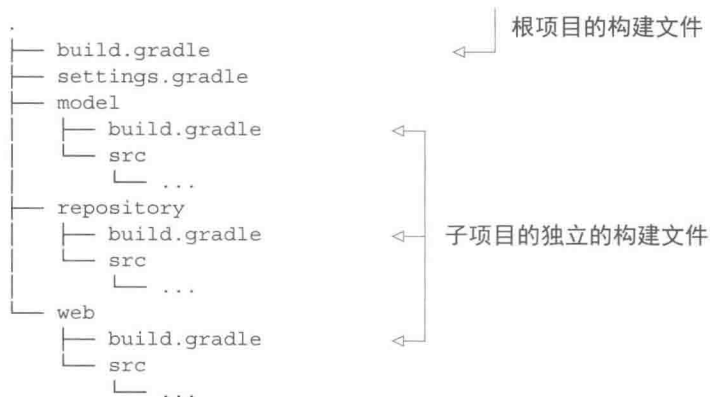 .
├── build.gradle 根项目的构建文件
├── settings.gradle
├── model
│   ├── build.gradle
│   └── src
│       └── ...
├── repository
│   ├── build.gradle 子项目的独立的构建文件
│   └── src
│       └── ...
└── web
    ├── build.gradle
    └── src
        └── ...